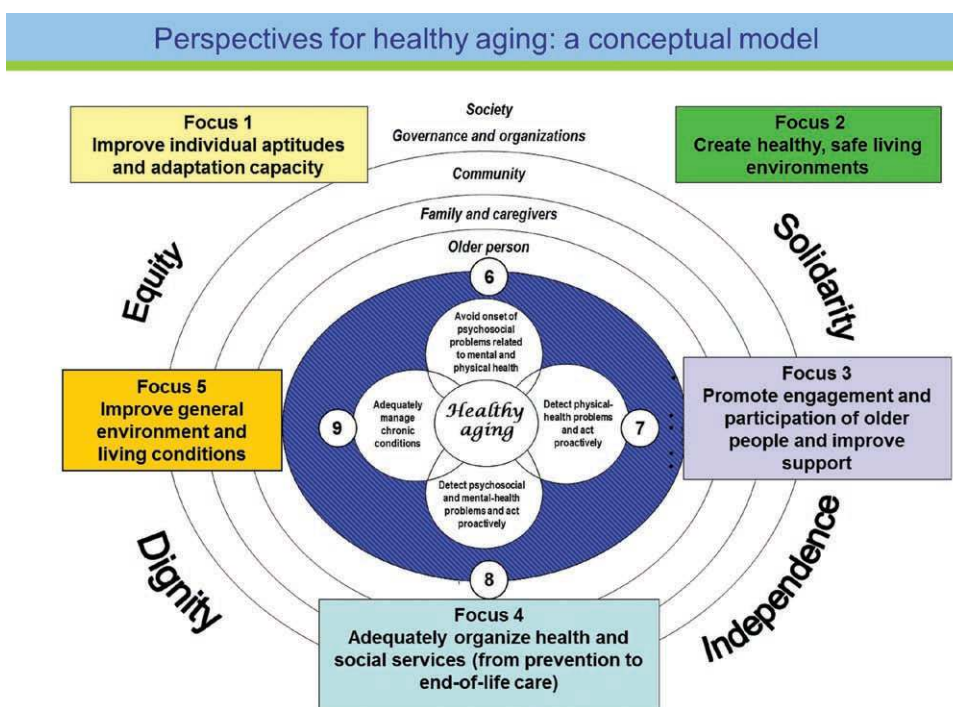 Perspectives for healthy aging: a conceptual model
Focus 1
Improve individual aptitudes
and adaptation capacity
Society
Governance and organizations
Community
Family and caregivers
Older person
Focus 2
Create healthy, safe living
environments
Equity
Solidarity
6
Avoid onset of
psychosocial
problems related
to mental and
physical health
Focus 5
Improve general
environment and
living conditions
9
Adequately
manage
chronic
conditions
Healthy
aging
Detect physical-
health problems
and act
proactively
7
Focus 3
Promote engagement and
participation of older
people and improve
support
Detect psychosocial
and mental-health
problems and act
proactively
8
Dignity
Independence
Focus 4
Adequately organize health and
social services (from prevention to
end-of-life care)